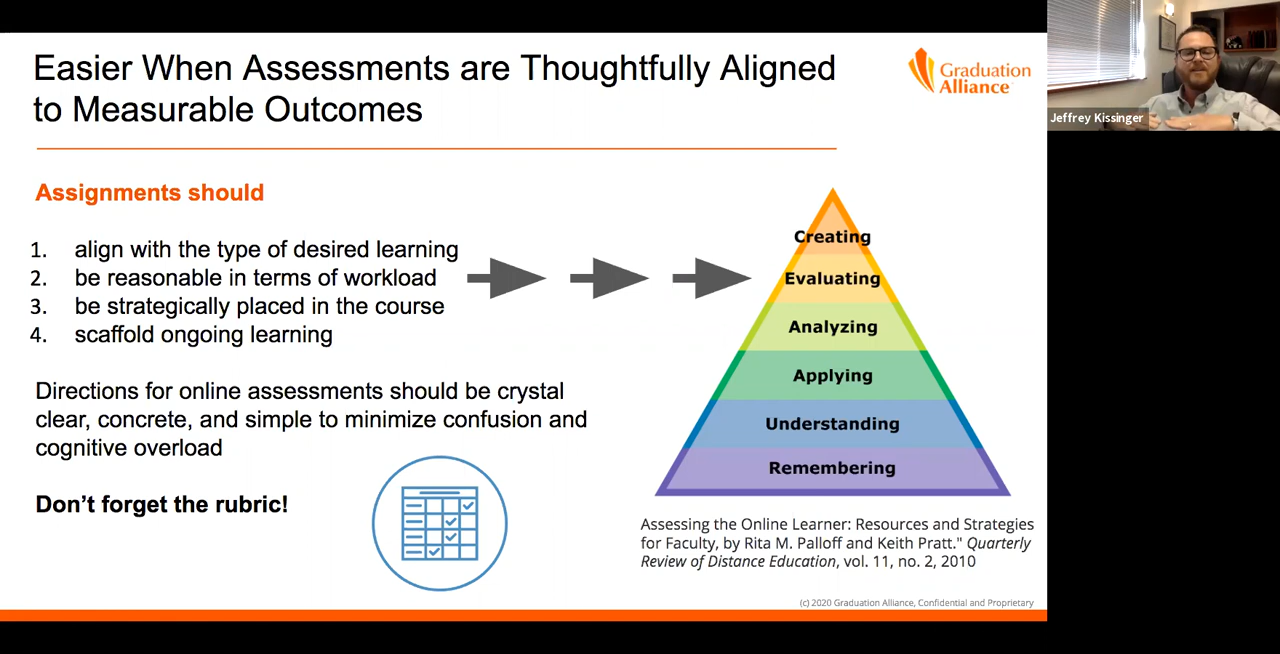 Easier When Assessments are Thoughtfully Aligned
to Measurable Outcomes
Graduation
Alliance
Jeffrey Kissinger
Assignments should
1. align with the type of desired learning
2. be reasonable in terms of workload
3. be strategically placed in the course
4. scaffold ongoing learning
Directions for online assessments should be crystal
clear, concrete, and simple to minimize confusion and
cognitive overload
Don’t forget the rubric!
Creating
Evaluating
Analyzing
Applying
Understanding
Remembering
Assessing the Online Learner: Resources and Strategies
for Faculty, by Rita M. Palloff and Keith Pratt." Quarterly
Review of Distance Education, vol. 11, no. 2, 2010
(c) 2020 Graduation Alliance, Confidential and Proprietary